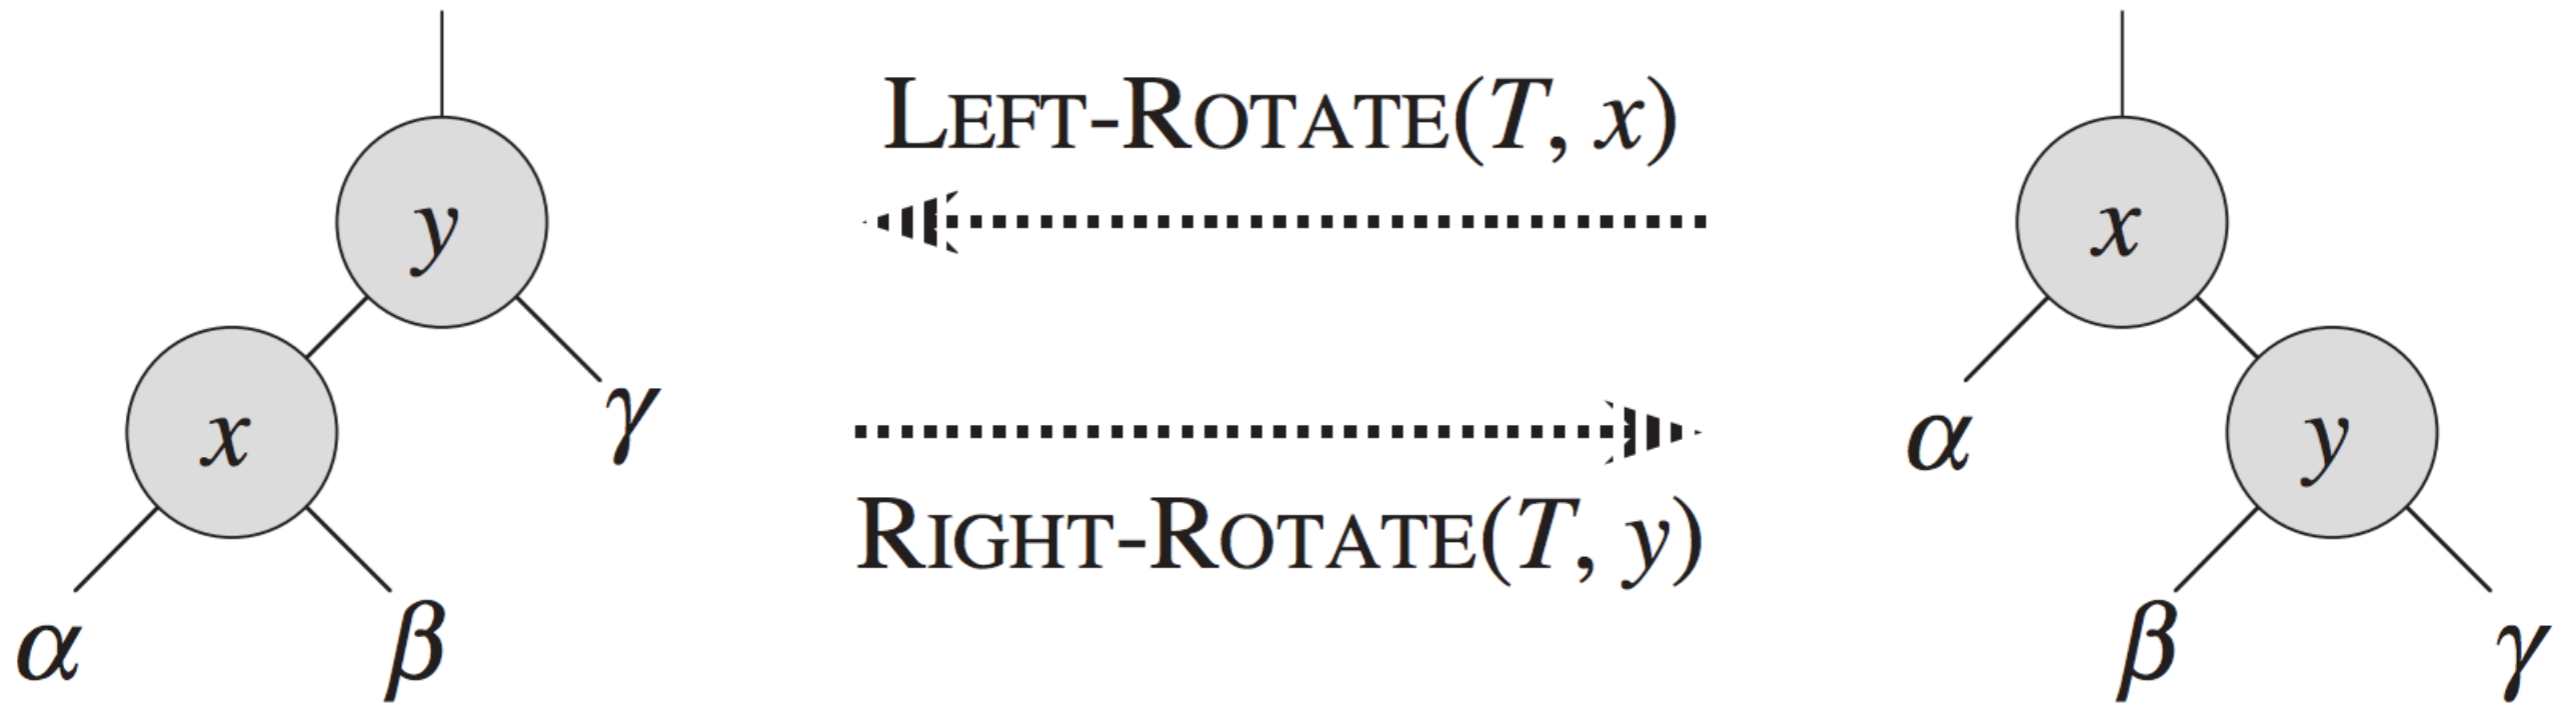 LEFT-ROTATE(T, x)
y
x
x
γ
α
y
RIGHT-ROTATE(T, y)
α
β
β
γ